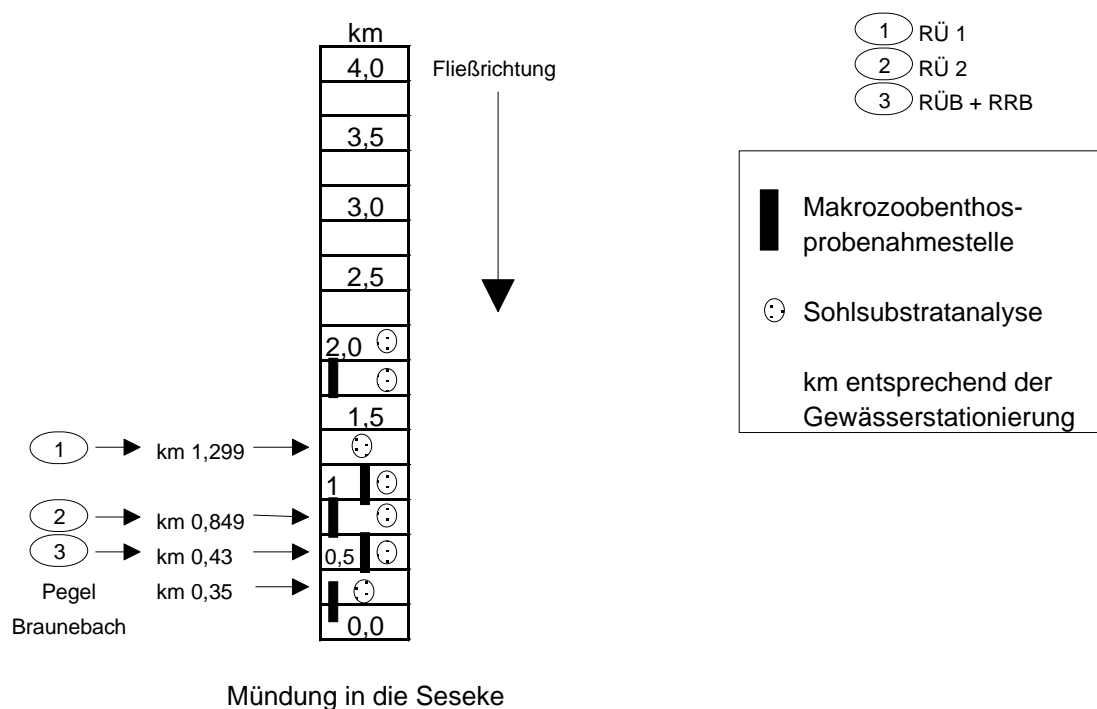 km
4,0
Fließrichtung
3,5
3,0
2,5
2,0
1,5
1
0,5
0,0
1 km 1,299
2 km 0,849
3 km 0,43
Pegel km 0,35
Braunebach
Mündung in die Seseke
1 RÜ 1
2 RÜ 2
3 RÜB + RRB
Makrozoobenthos-
probenahmestelle
Sohlsubstratanalyse
km entsprechend der
Gewässerstationierung